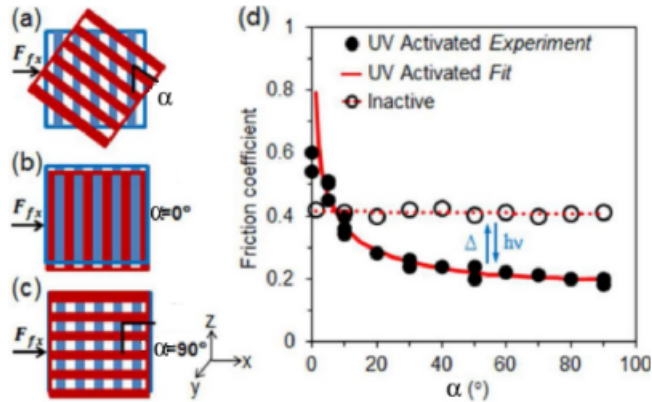 (a)
F_fx
α
(b)
F_fx
α=0°
(c)
F_fx
α=90°
z
x
y
(d)
Friction coefficient
1
0.8
0.6
0.4
0.2
0
UV Activated Experiment
UV Activated Fit
Inactive
Δ hν
0 20 40 60 80 100
α (°)